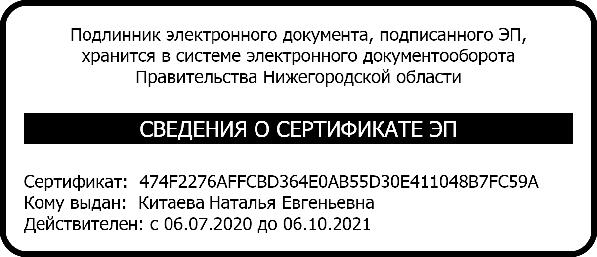 Подлинник электронного документа, подписанного ЭП,
хранится в системе электронного документооборота
Правительства Нижегородской области
СВЕДЕНИЯ О СЕРТИФИКАТЕ ЭП
Сертификат: 474F2276AFFCBD364E0AB55D30E411048B7FC59A
Кому выдан: Китаева Наталья Евгеньевна
Действителен: с 06.07.2020 до 06.10.2021